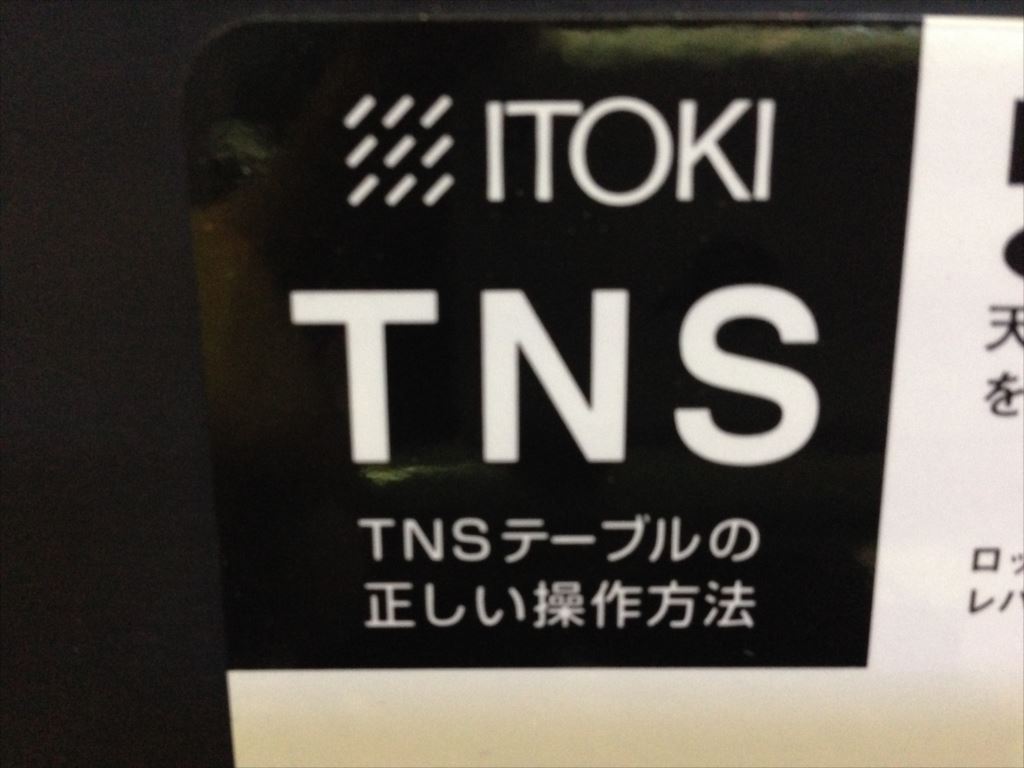 ITOKI
TNS
TNSテーブルの
正しい操作方法
天
を
ロッ
レバ